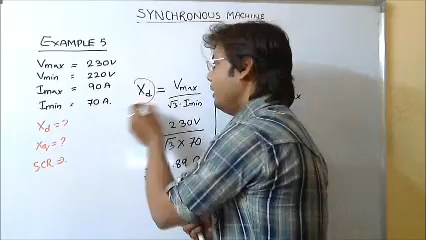 SYNCHRONOUS MACHINE
EXAMPLE 5
Vmax = 230V
Vmin = 220V
Imax = 90A
Imin = 70A.
Xd = ?
Xq = ?
SCR = ?
Xd = Vmax
√3 · Imin
230V
√3 × 70
.89 Ω